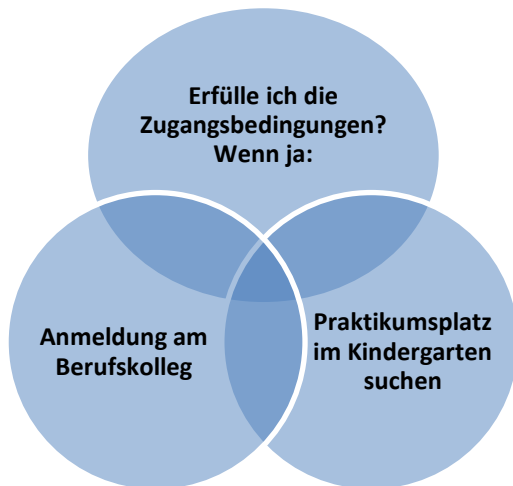 Erfülle ich die
Zugangsbedingungen?
Wenn ja:
Anmeldung am
Berufskolleg
Praktikumsplatz
im Kindergarten
suchen